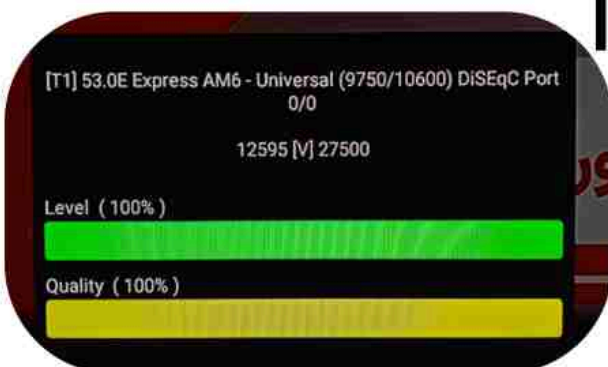 [T1] 53.0E Express AM6 - Universal (9750/10600) DiSEqC Port
0/0
12595 [V] 27500
Level ( 100% )
Quality ( 100% )